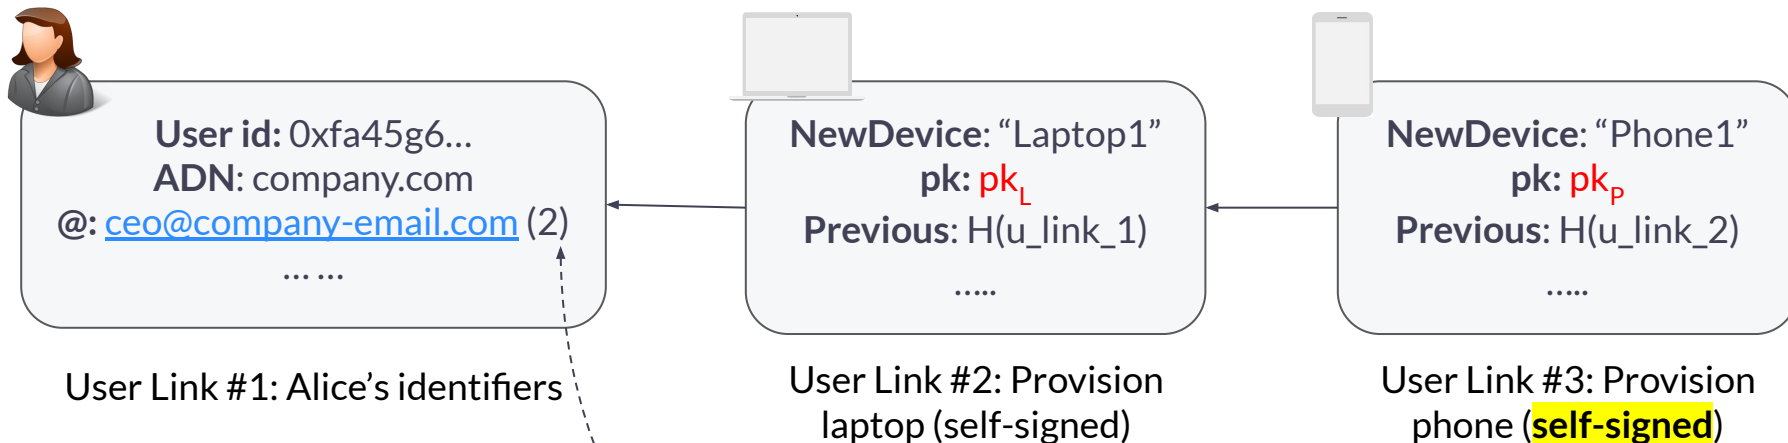 User id: 0xfa45g6...
ADN: company.com
@: ceo@company-email.com (2)
... ...
User Link #1: Alice’s identifiers
NewDevice: “Laptop1”
pk: pkL
Previous: H(u_link_1)
.....
User Link #2: Provision
laptop (self-signed)
NewDevice: “Phone1”
pk: pkP
Previous: H(u_link_2)
.....
User Link #3: Provision
phone (self-signed)